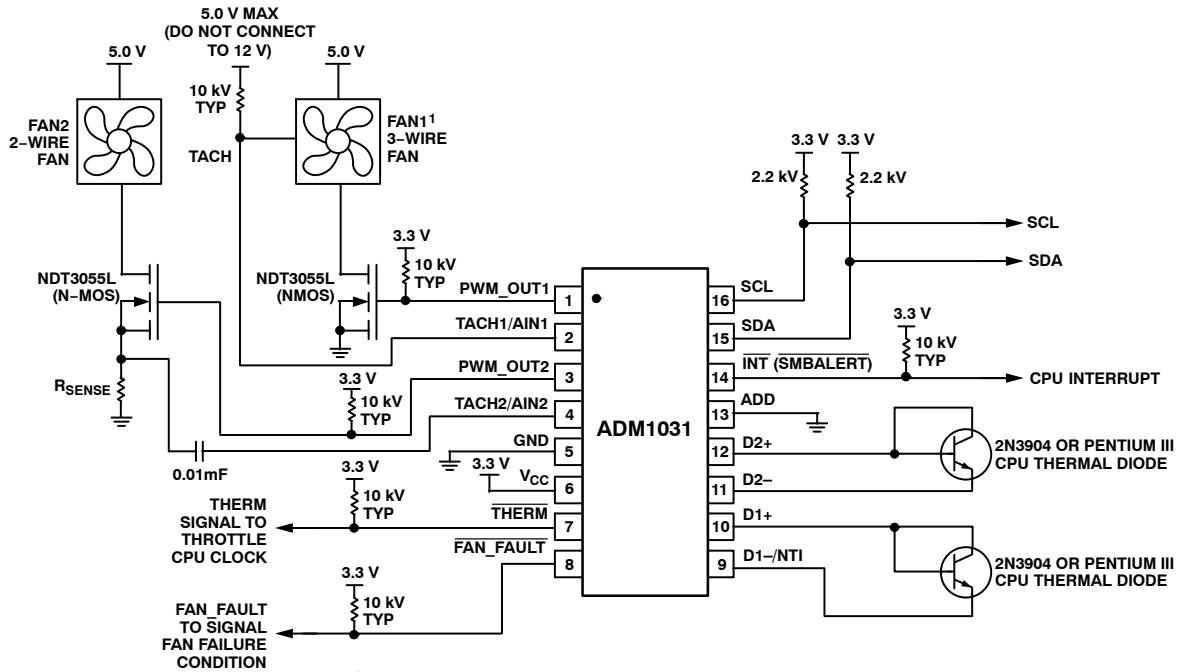 5.0 V MAX
(DO NOT CONNECT
TO 12 V)
5.0 V
5.0 V
10 kV
TYP
FAN2
2−WIRE
FAN
TACH
FAN1¹
3−WIRE
FAN
3.3 V
3.3 V
2.2 kV
2.2 kV
SCL
SDA
3.3 V
10 kV
TYP
NDT3055L
(N−MOS)
NDT3055L
(NMOS)
RSENSE
0.01mF
3.3 V
10 kV
TYP
3.3 V
PWM_OUT1
1
TACH1/AIN1
2
PWM_OUT2
3
TACH2/AIN2
4
GND
5
VCC
6
THERM
7
FAN_FAULT
8
ADM1031
16
SCL
15
SDA
14
INT (SMBALERT)
13
ADD
12
D2+
11
D2−
10
D1+
9
D1−/NTI
3.3 V
10 kV
TYP
CPU INTERRUPT
2N3904 OR PENTIUM III
CPU THERMAL DIODE
2N3904 OR PENTIUM III
CPU THERMAL DIODE
3.3 V
10 kV
TYP
THERM
SIGNAL TO
THROTTLE
CPU CLOCK
3.3 V
10 kV
TYP
FAN_FAULT
TO SIGNAL
FAN FAILURE
CONDITION